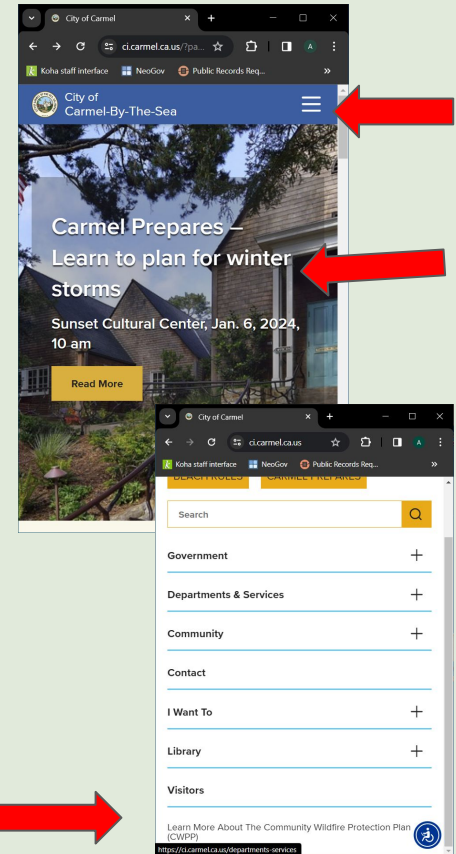 City of Carmel
ci.carmel.ca.us/?pa...
A
Koha staff interface NeoGov Public Records Req... »
City of
Carmel-By-The-Sea
Carmel Prepares –
Learn to plan for winter
storms
Sunset Cultural Center, Jan. 6, 2024,
10 am
Read More
City of Carmel
ci.carmel.ca.us
A
Koha staff interface NeoGov Public Records Req... »
BEACH RULES CARMEL PREPARES
Search
Government
Departments & Services
Community
Contact
I Want To
Library
Visitors
Learn More About The Community Wildfire Protection Plan
(CWPP)
https://ci.carmel.ca.us/departments-services